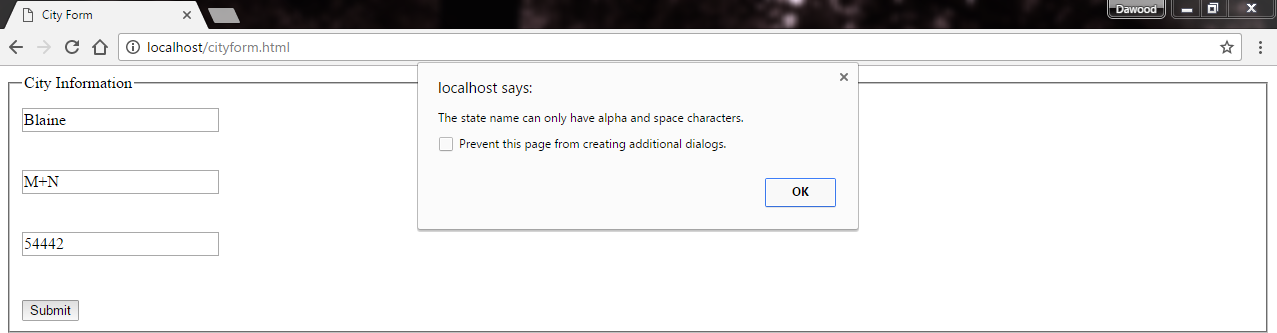 City Form
Dawood
localhost/cityform.html
City Information
Blaine
M+N
54442
Submit
localhost says:
The state name can only have alpha and space characters.
Prevent this page from creating additional dialogs.
OK